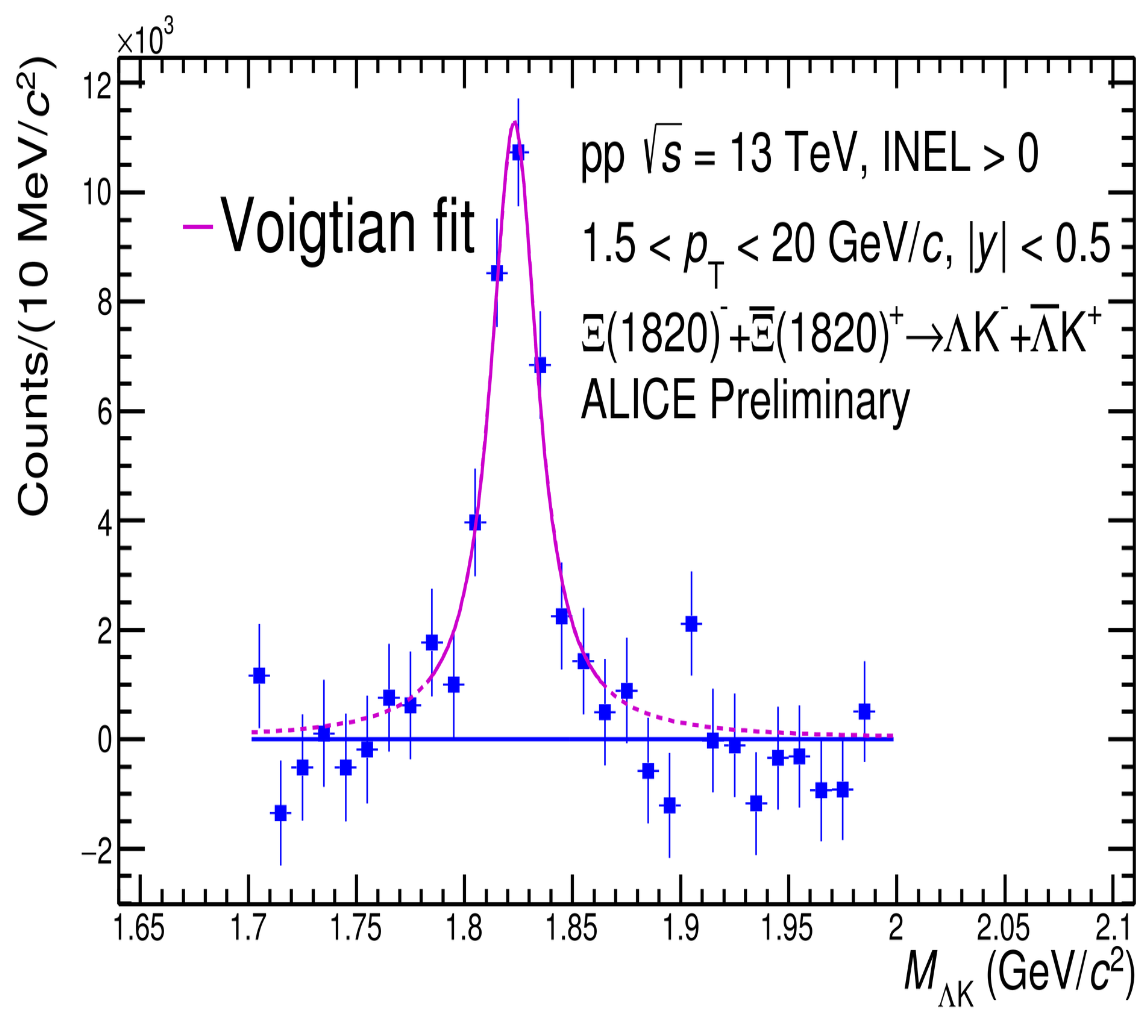 ×10³
Counts/(10 MeV/c²)
12
10
8
6
4
2
0
−2
Voigtian fit
pp √s = 13 TeV, INEL > 0
1.5 < p_T < 20 GeV/c, |y| < 0.5
Ξ(1820)⁻+Ξ̅(1820)⁺→ΛK⁻+Λ̅K⁺
ALICE Preliminary
1.65 1.7 1.75 1.8 1.85 1.9 1.95 2 2.05 2.1
M_ΛK (GeV/c²)